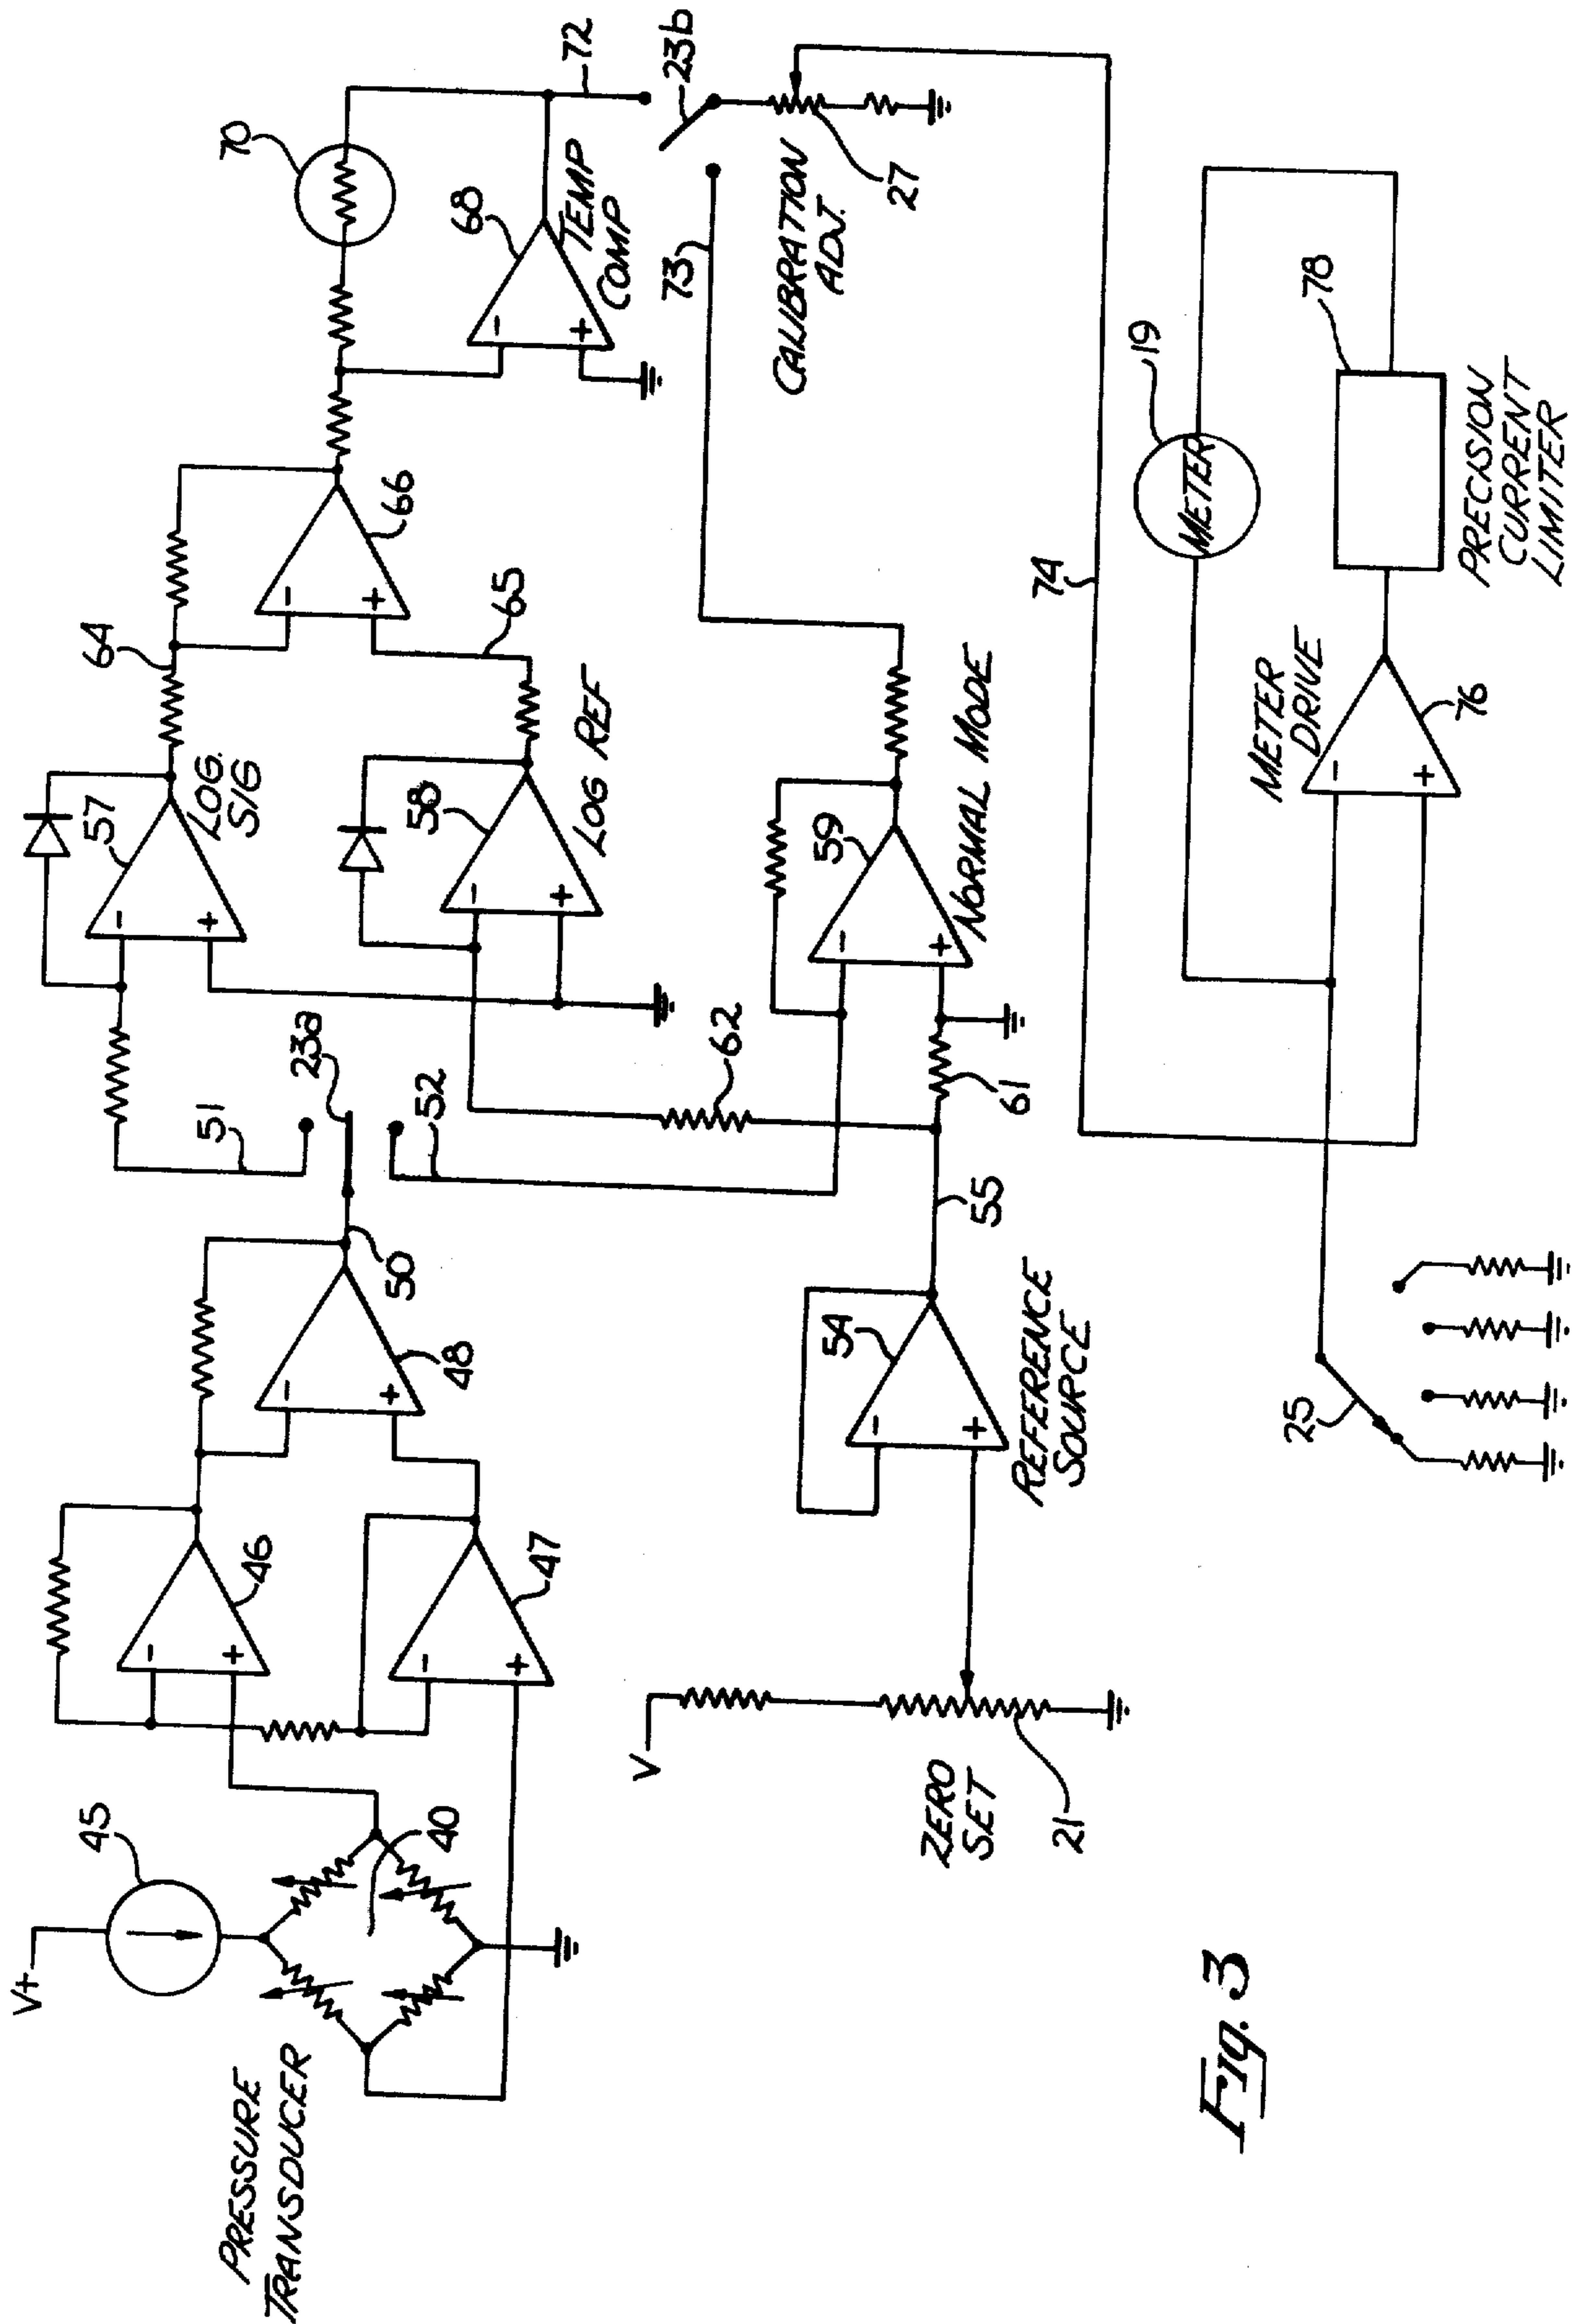 V+
45
PRESSURE
TRANSDUCER
40
46
-
+
47
-
+
48
-
+
50
51
23a
52
57
-
+
LOG.
SIG
64
58
-
+
LOG REF
65
66
-
+
70
68
-
+
TEMP
COMP
72
23b
73
CALIBRATION
ADJ.
27
V
ZERO
SET
21
54
-
+
REFERENCE
SOURCE
55
62
61
59
-
+
NORMAL MODE
74
25
METER
DRIVE
-
+
76
19
METER
78
PRECISION
CURRENT
LIMITER
Fig. 3